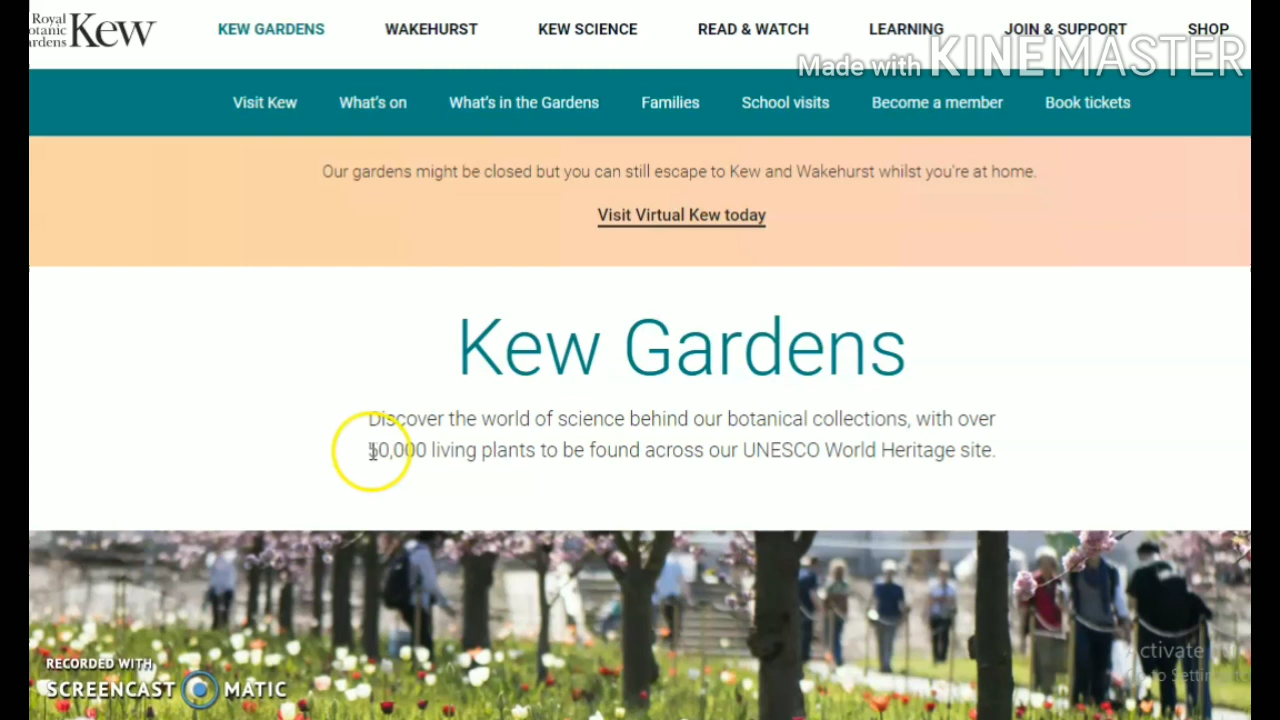 Royal
Kew
KEW GARDENS WAKEHURST KEW SCIENCE READ & WATCH LEARNING JOIN & SUPPORT SHOP
Made with KINEMASTER
Visit Kew What's on What's in the Gardens Families School visits Become a member Book tickets
Our gardens might be closed but you can still escape to Kew and Wakehurst whilst you're at home.
Visit Virtual Kew today
Kew Gardens
Discover the world of science behind our botanical collections, with over
50,000 living plants to be found across our UNESCO World Heritage site.
RECORDED WITH
SCREENCAST MATIC
Activate